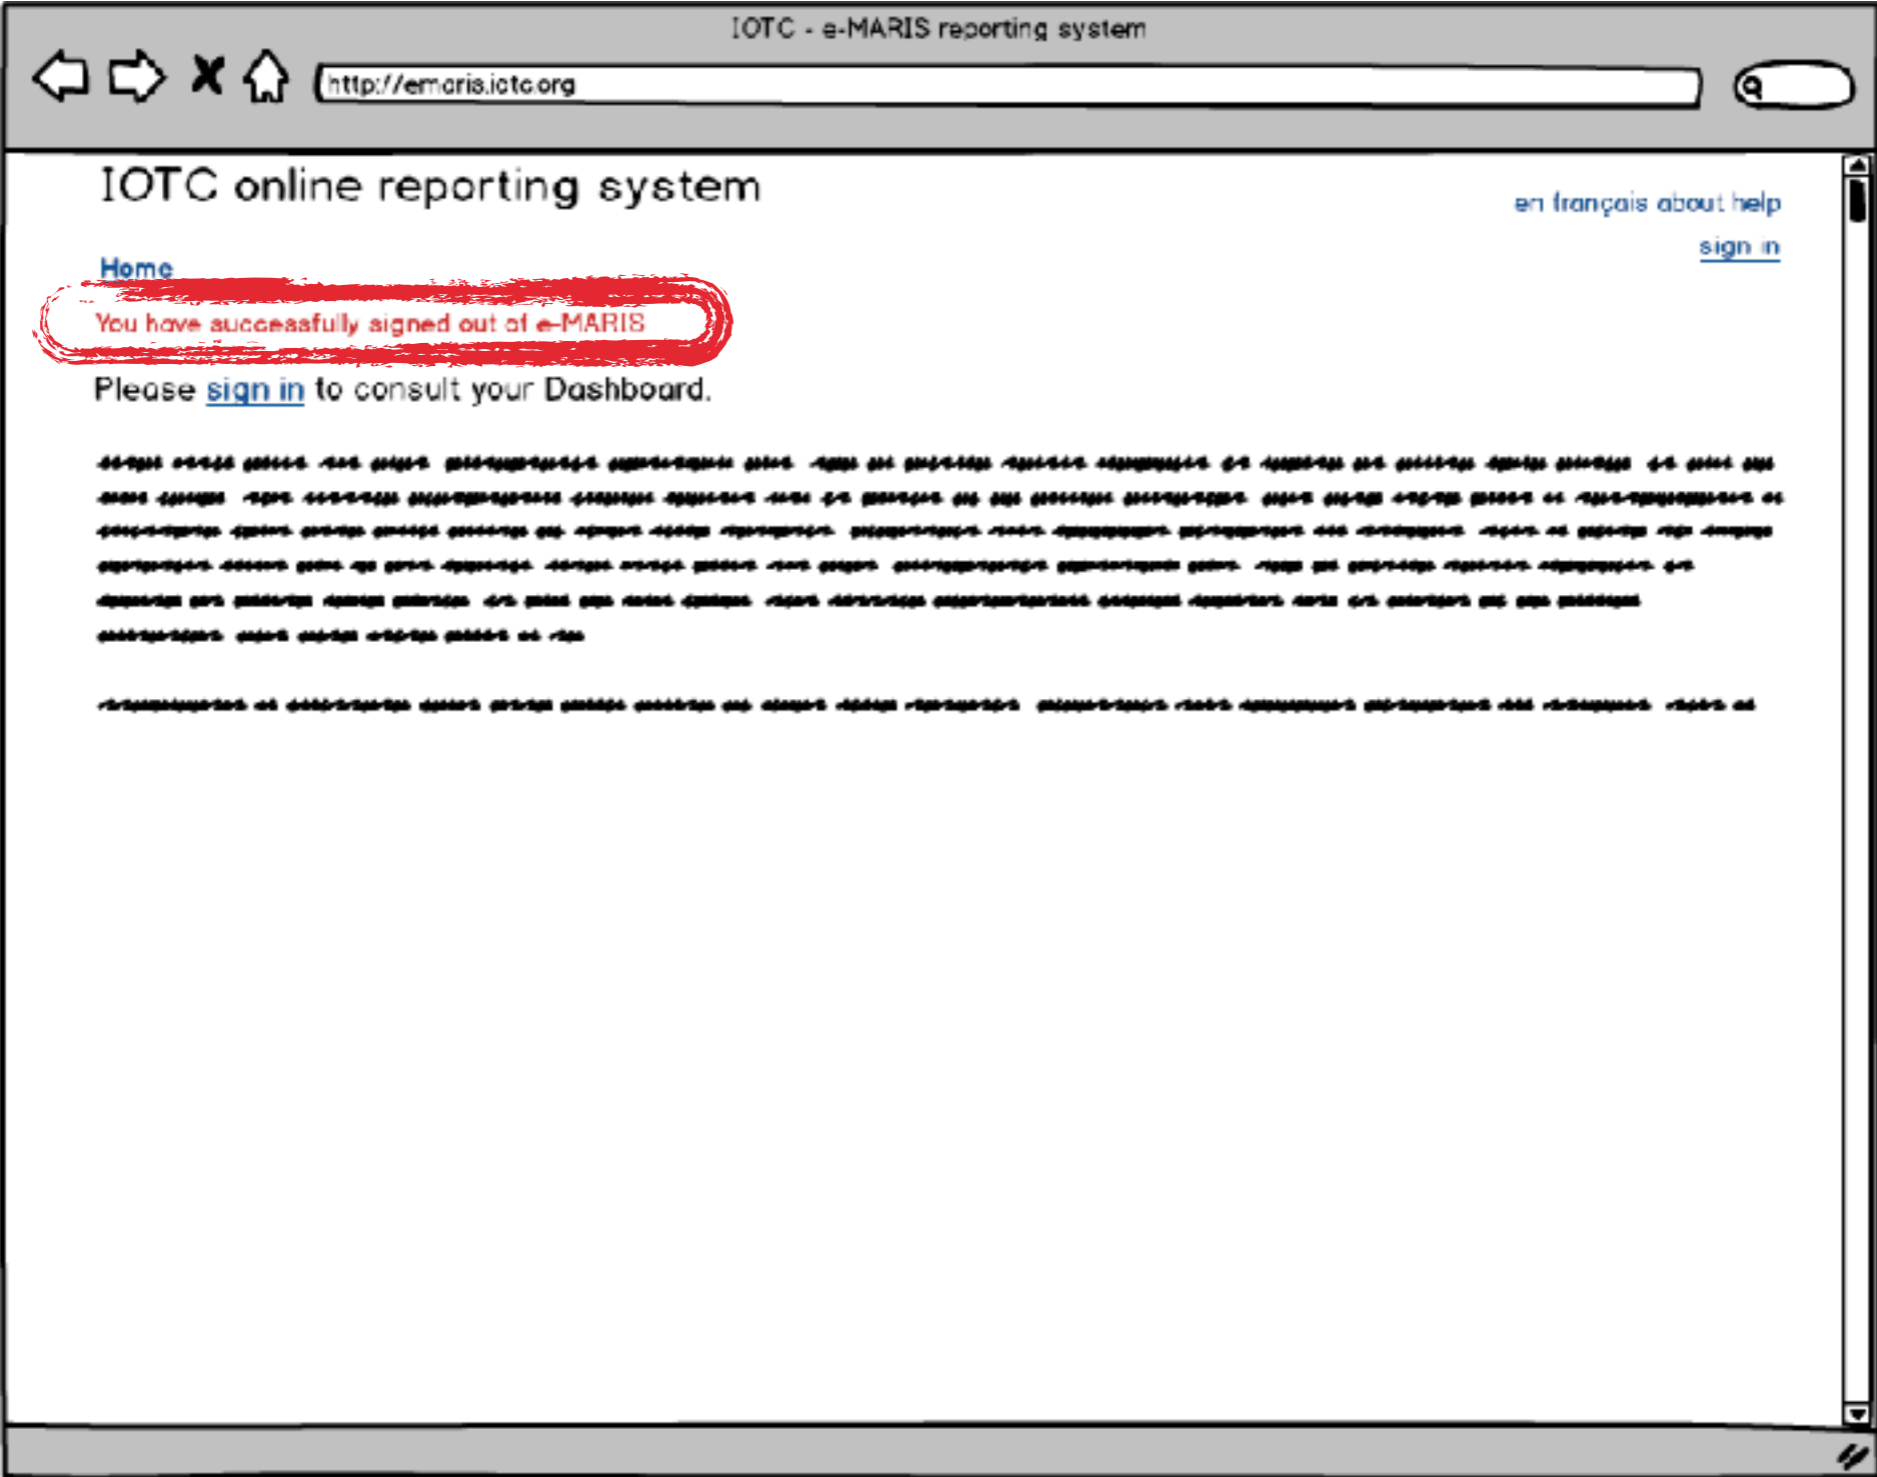 IOTC - e-MARIS reporting system
http://emaris.iotc.org
IOTC online reporting system
en français about help
sign in
Home
You have successfully signed out of e-MARIS
Please sign in to consult your Dashboard.